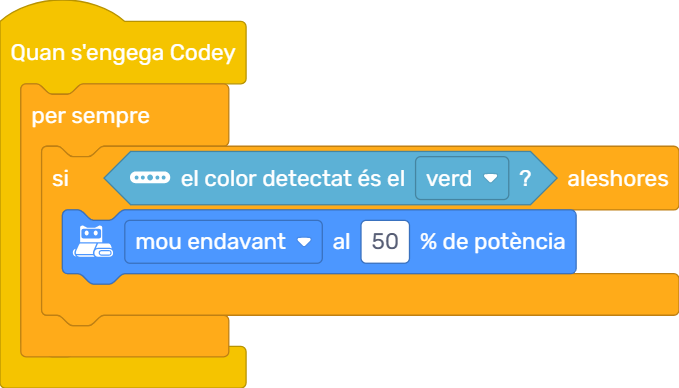 Quan s'engega Codey
per sempre
si el color detectat és el verd ? aleshores
mou endavant al 50 % de potència